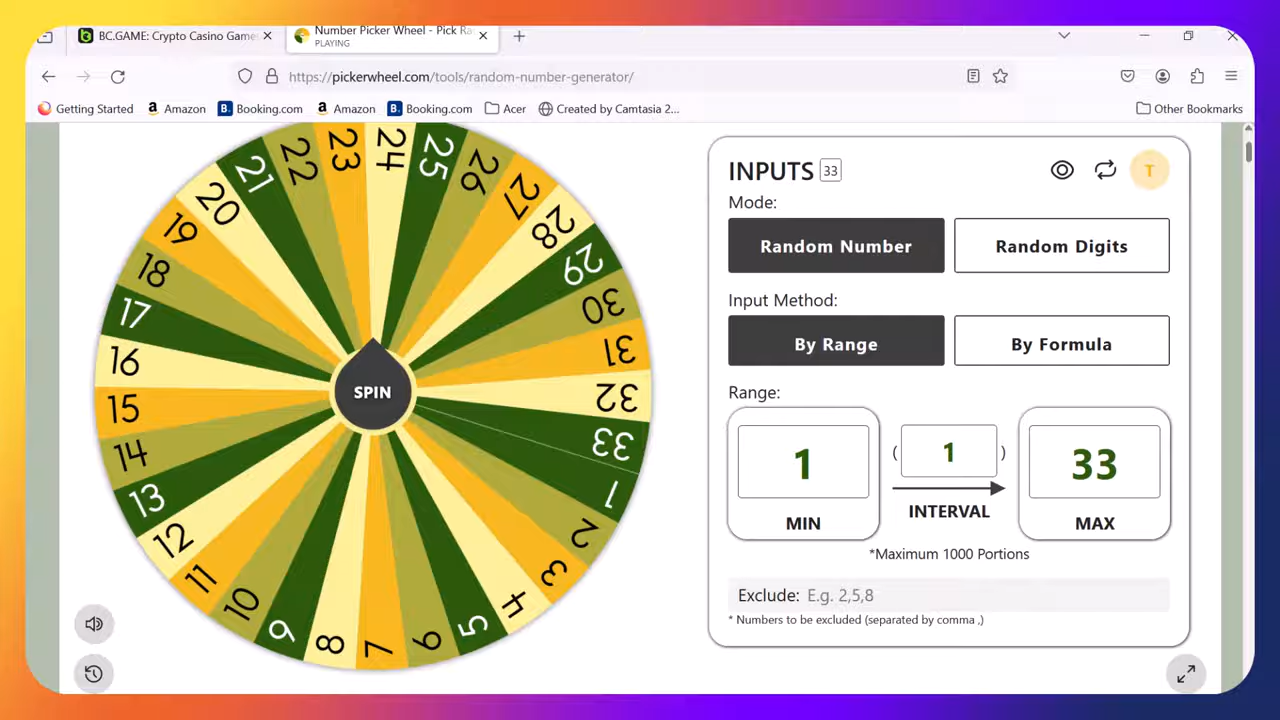 BC.GAME: Crypto Casino Game
Number Picker Wheel - Pick Ra
PLAYING
https://pickerwheel.com/tools/random-number-generator/
Getting Started
Amazon
Booking.com
Amazon
Booking.com
Acer
Created by Camtasia 2...
Other Bookmarks
INPUTS 33
T
Mode:
Random Number
Random Digits
Input Method:
By Range
By Formula
Range:
1
MIN
( 1 )
INTERVAL
33
MAX
*Maximum 1000 Portions
Exclude: E.g. 2,5,8
* Numbers to be excluded (separated by comma ,)
SPIN
1
2
3
4
5
6
7
8
9
10
11
12
13
14
15
16
17
18
19
20
21
22
23
24
25
26
27
28
29
30
31
32
33